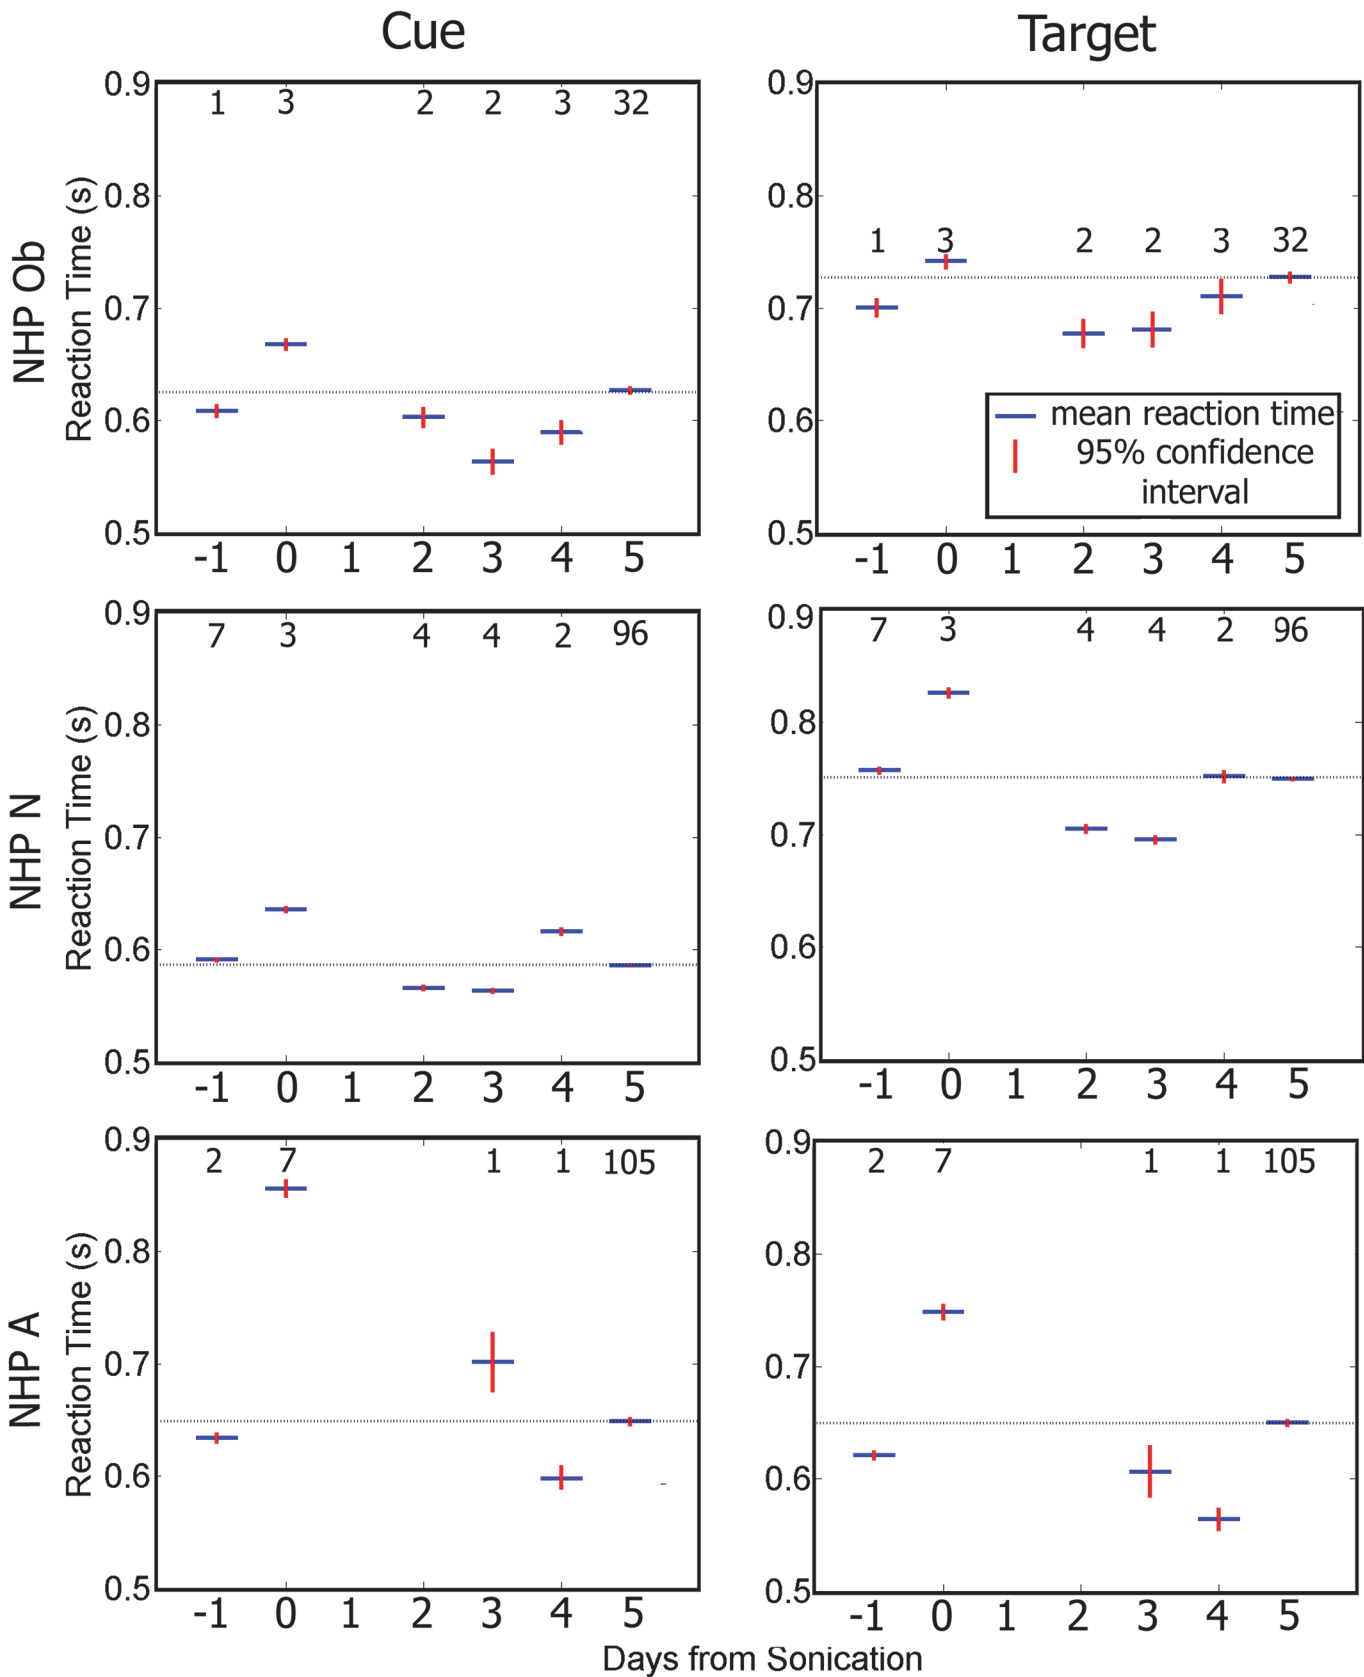 Cue
Target
NHP Ob
Reaction Time (s)
0.9
0.8
0.7
0.6
0.5
1 3 2 2 3 32
-1 0 1 2 3 4 5
0.9
0.8
0.7
0.6
0.5
1 3 2 2 3 32
mean reaction time
95% confidence
interval
-1 0 1 2 3 4 5
NHP N
Reaction Time (s)
0.9
0.8
0.7
0.6
0.5
7 3 4 4 2 96
-1 0 1 2 3 4 5
0.9
0.8
0.7
0.6
0.5
7 3 4 4 2 96
-1 0 1 2 3 4 5
NHP A
Reaction Time (s)
0.9
0.8
0.7
0.6
0.5
2 7 1 1 105
-1 0 1 2 3 4 5
0.9
0.8
0.7
0.6
0.5
2 7 1 1 105
-1 0 1 2 3 4 5
Days from Sonication